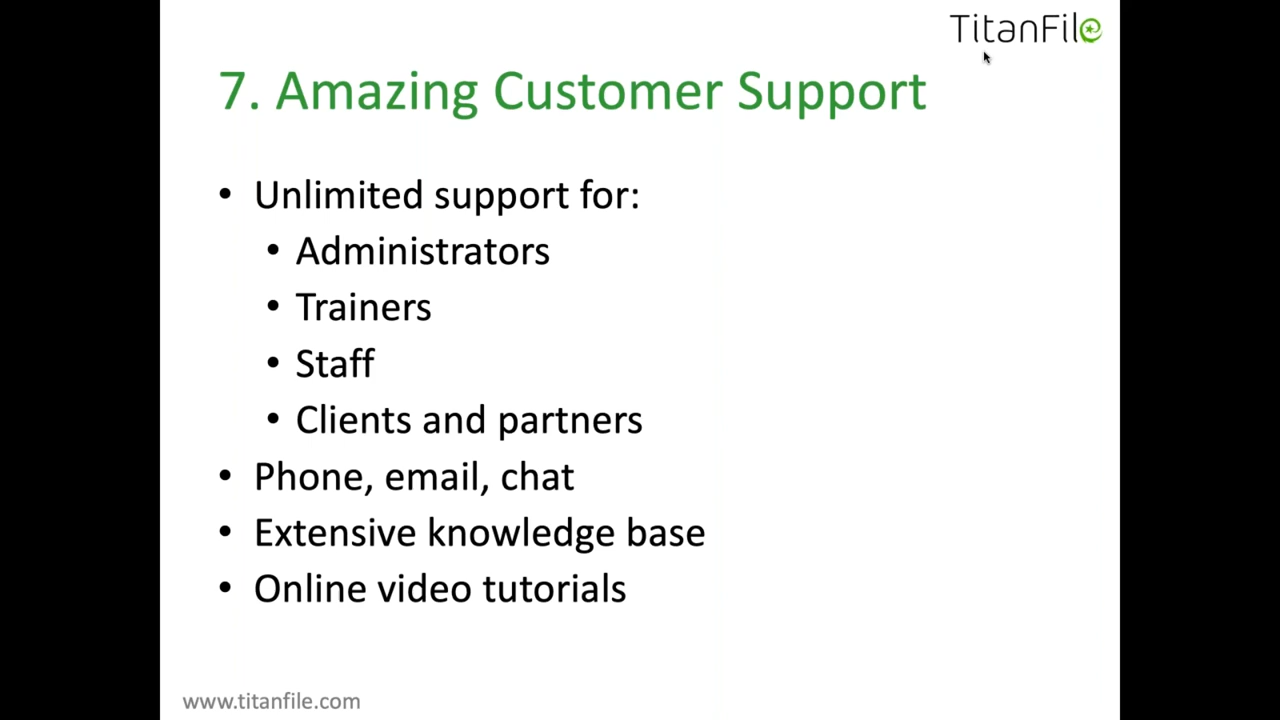 TitanFile
7. Amazing Customer Support
• Unlimited support for:
• Administrators
• Trainers
• Staff
• Clients and partners
• Phone, email, chat
• Extensive knowledge base
• Online video tutorials
www.titanfile.com